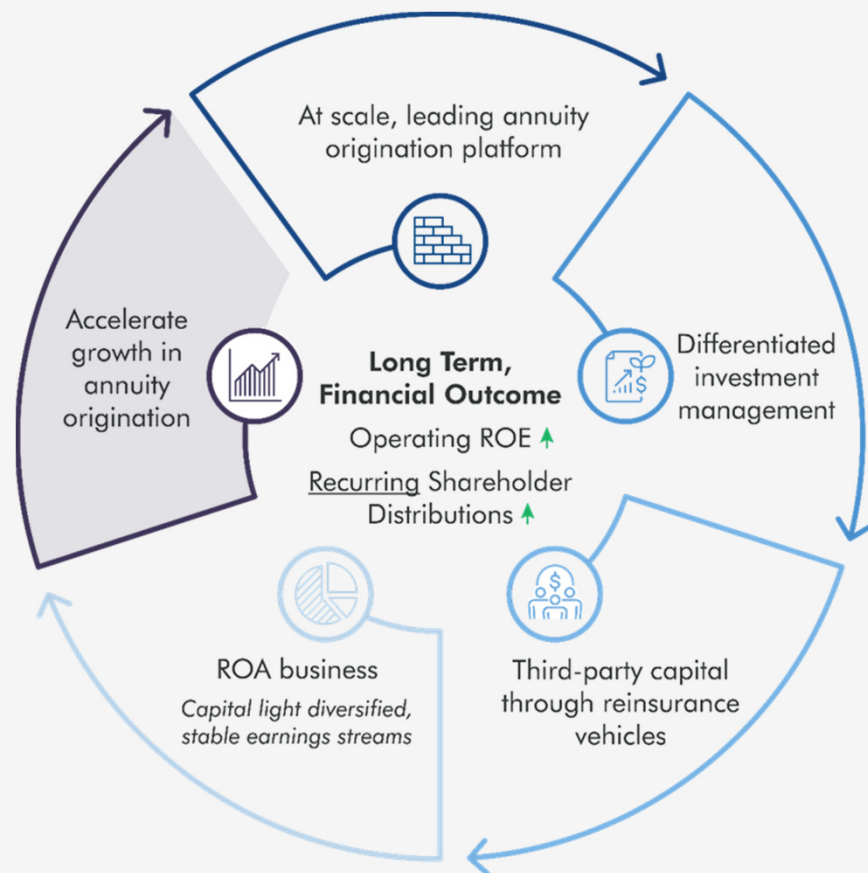 At scale, leading annuity
origination platform
Differentiated
investment
management
Third-party capital
through reinsurance
vehicles
ROA business
Capital light diversified,
stable earnings streams
Accelerate
growth in
annuity
origination
Long Term,
Financial Outcome
Operating ROE
Recurring Shareholder
Distributions
$
$